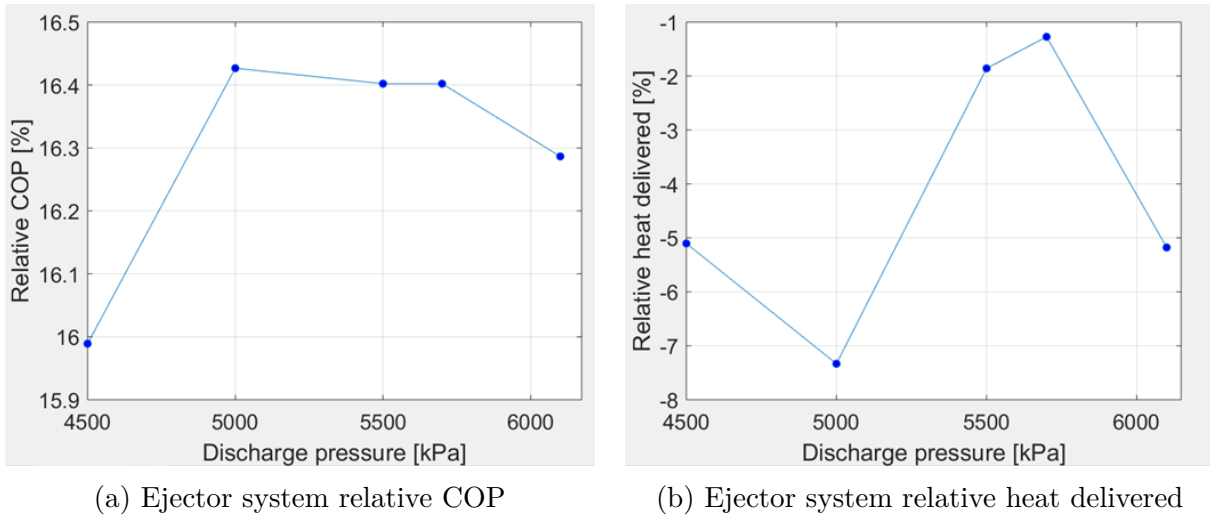 16.5
16.4
16.3
16.2
16.1
16
15.9
4500 5000 5500 6000
Relative COP [%]
Discharge pressure [kPa]
(a) Ejector system relative COP
-1
-2
-3
-4
-5
-6
-7
-8
4500 5000 5500 6000
Relative heat delivered [%]
Discharge pressure [kPa]
(b) Ejector system relative heat delivered